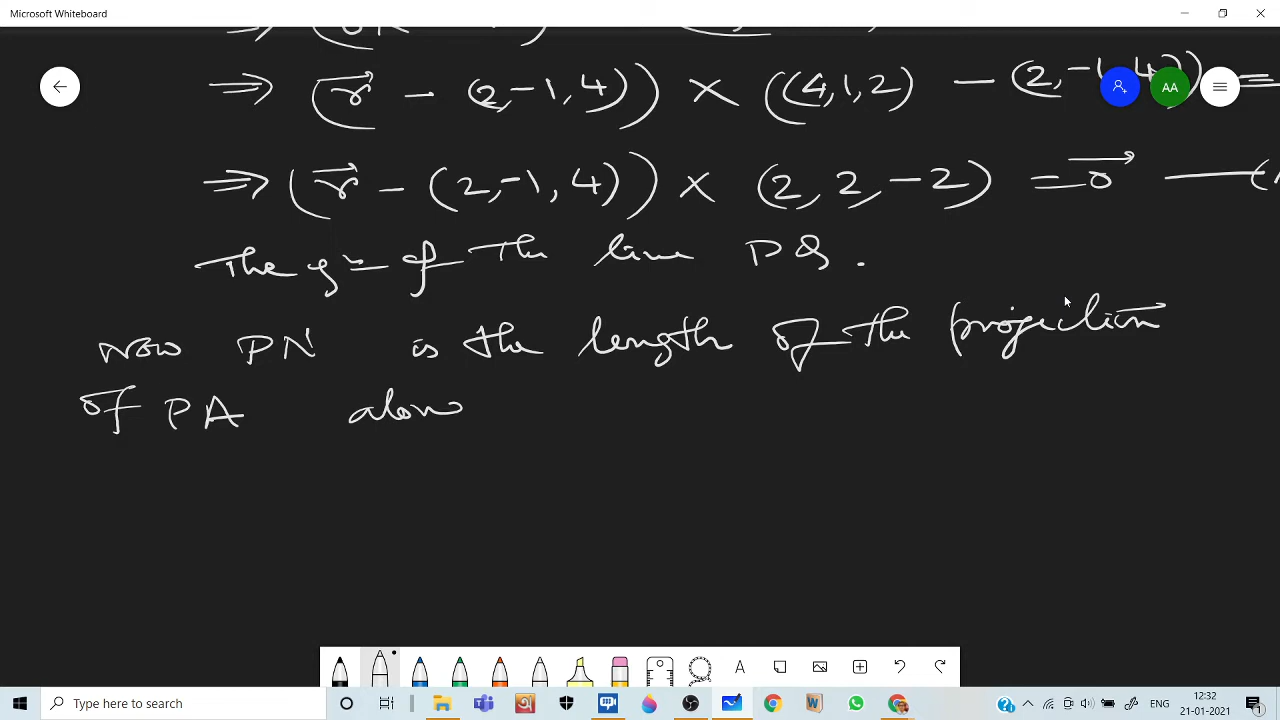 Microsoft Whiteboard
⇒ (r⃗ - (2,-1,4)) × ((4,1,2) - (2,-1,4)) =
AA
⇒ (r⃗ - (2,-1,4)) × (2,2,-2) = 0⃗
The of the line PQ.
Now PN is the length of the projection
of PA alon
A
Type here to search
ENG
12:32
21-01-2021